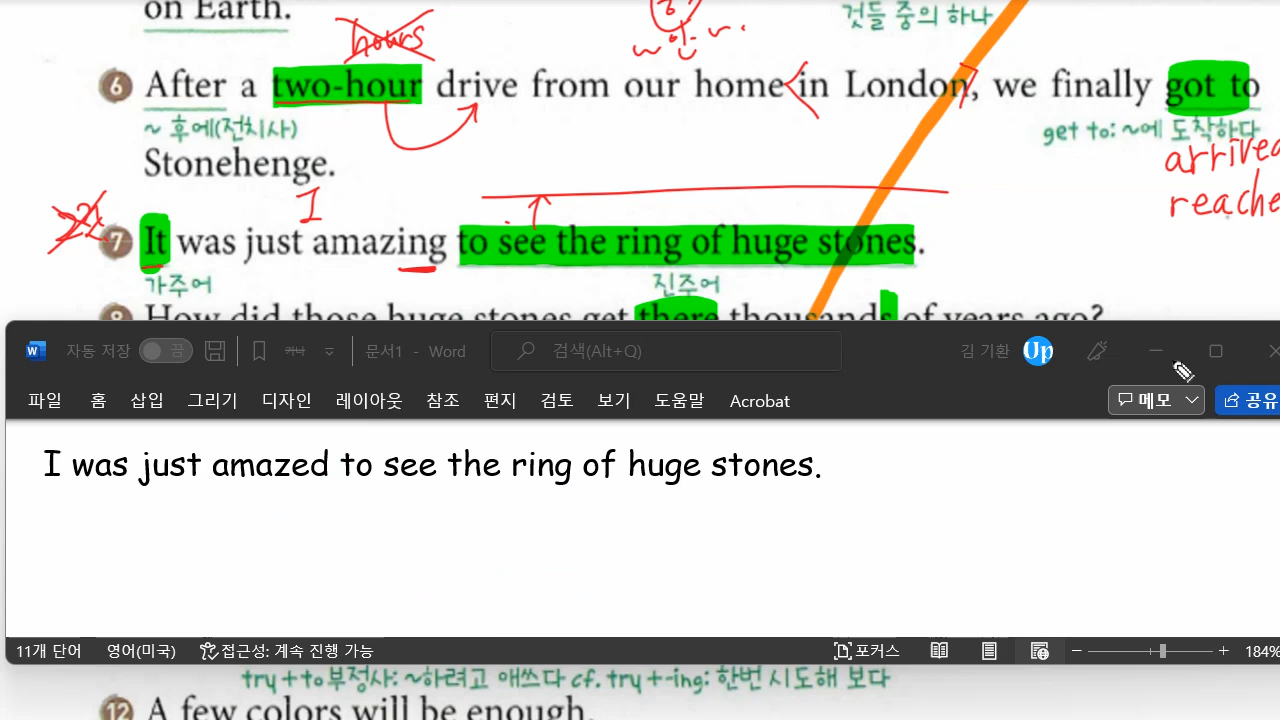 on Earth.
것들 중의 하나
hours
~인~.
6 After a two-hour drive from our home in London, we finally got to
~ 후에(전치사)
get to: ~에 도착하다
Stonehenge.
arrived
reache
I
7 It was just amazing to see the ring of huge stones.
가주어
진주어
8 How did those huge stones get there thousands of years ago?
자동 저장 끔 가나 문서1 - Word 검색(Alt+Q) 김 기환 Up
파일 홈 삽입 그리기 디자인 레이아웃 참조 편지 검토 보기 도움말 Acrobat 메모 공유
I was just amazed to see the ring of huge stones.
11개 단어 영어(미국) 접근성: 계속 진행 가능 포커스 184%
try+to부정사: ~하려고 애쓰다 cf. try+-ing: 한번 시도해 보다
12 A few colors will be enough.